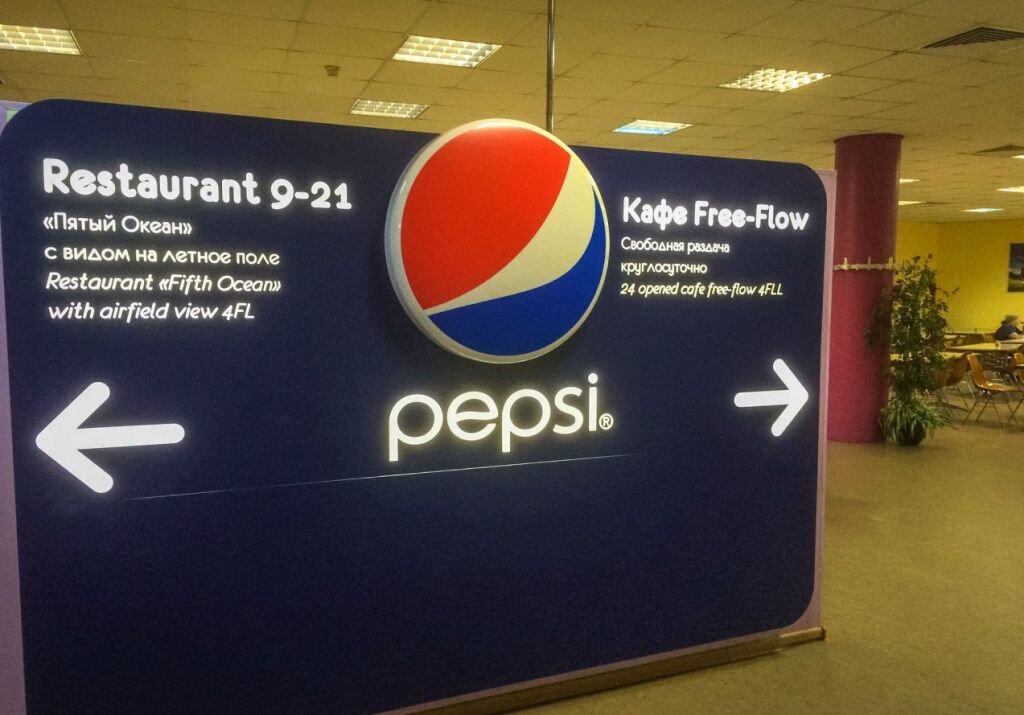 Restaurant 9-21
«Пятый Океан»
с видом на летное поле
Restaurant «Fifth Ocean»
with airfield view 4FL
pepsi®
Кафе Free-Flow
Свободная раздача
круглосуточно
24 opened cafe free-flow 4FLL